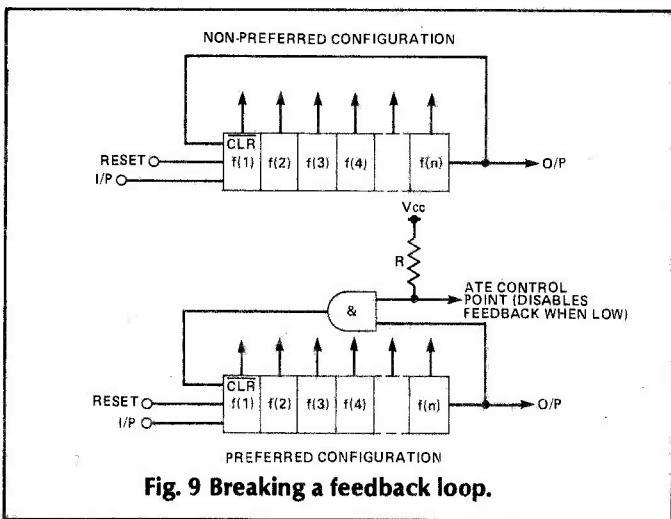 NON-PREFERRED CONFIGURATION
CLR
RESET
I/P
f(1) f(2) f(3) f(4) f(n)
O/P
Vcc
R
ATE CONTROL
POINT (DISABLES
FEEDBACK WHEN LOW)
&
CLR
RESET
I/P
f(1) f(2) f(3) f(4) f(n)
O/P
PREFERRED CONFIGURATION
Fig. 9 Breaking a feedback loop.